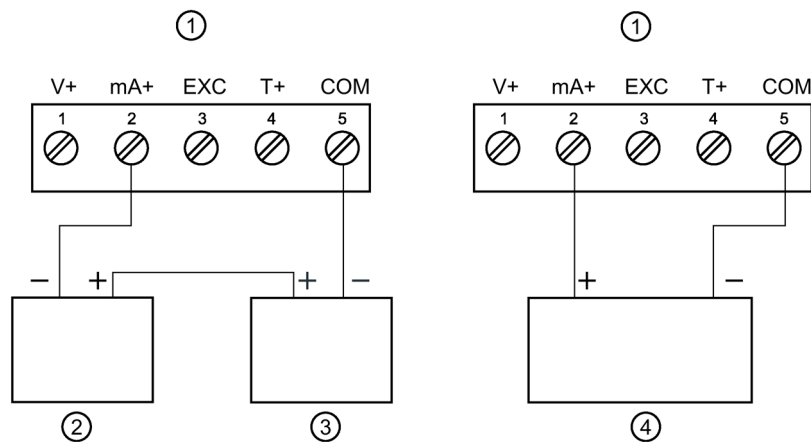 ① ①
V+ mA+ EXC T+ COM V+ mA+ EXC T+ COM
1 2 3 4 5 1 2 3 4 5
− + + − + −
② ③ ④